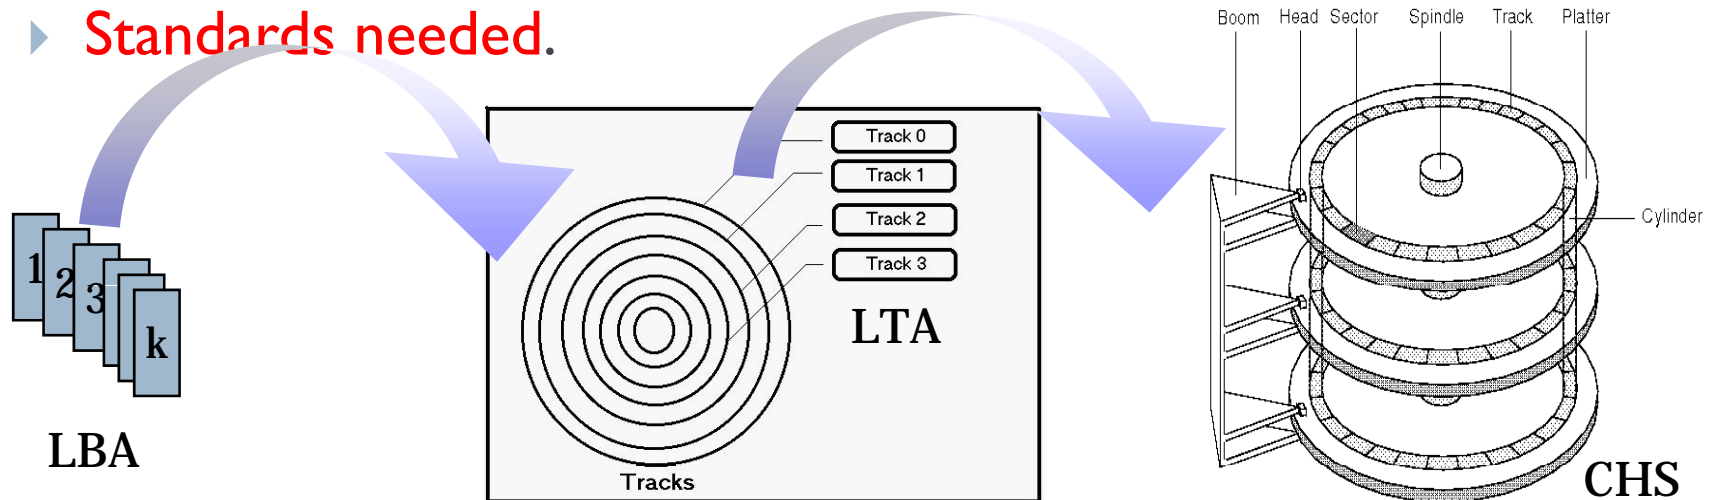 Standards needed.
1
2
3
k
LBA
Track 0
Track 1
Track 2
Track 3
LTA
Tracks
Boom Head Sector Spindle Track Platter
Cylinder
CHS